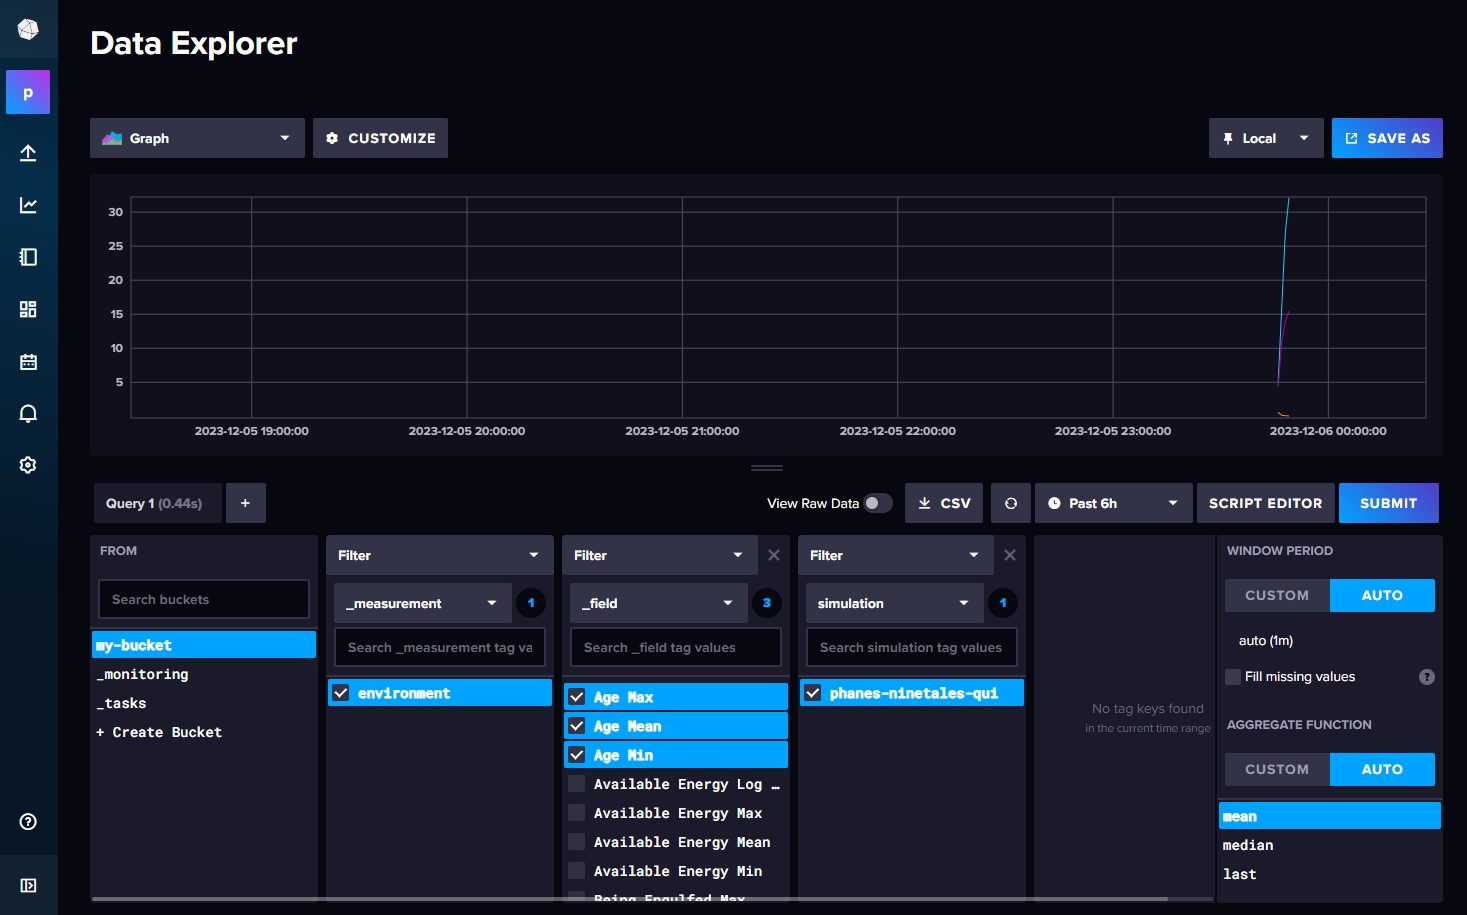 Data Explorer
p
Graph
CUSTOMIZE
Local
SAVE AS
30
25
20
15
10
5
2023-12-05 19:00:00
2023-12-05 20:00:00
2023-12-05 21:00:00
2023-12-05 22:00:00
2023-12-05 23:00:00
2023-12-06 00:00:00
Query 1 (0.44s)
+
View Raw Data
CSV
Past 6h
SCRIPT EDITOR
SUBMIT
FROM
Search buckets
my-bucket
_monitoring
_tasks
+ Create Bucket
Filter
_measurement
1
Search _measurement tag va
environment
Filter
_field
3
Search _field tag values
Age Max
Age Mean
Age Min
Available Energy Log …
Available Energy Max
Available Energy Mean
Available Energy Min
Being Engulfed Max
Filter
simulation
1
Search simulation tag values
phanes-ninetales-qui
No tag keys found
in the current time range
WINDOW PERIOD
CUSTOM
AUTO
auto (1m)
Fill missing values
?
AGGREGATE FUNCTION
CUSTOM
AUTO
mean
median
last